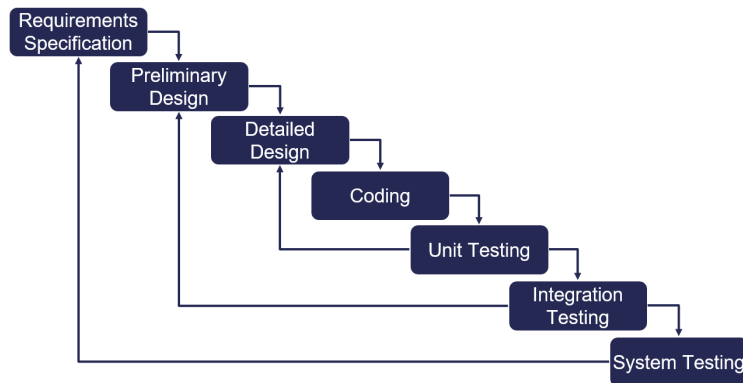 Requirements
Specification
Preliminary
Design
Detailed
Design
Coding
Unit Testing
Integration
Testing
System Testing